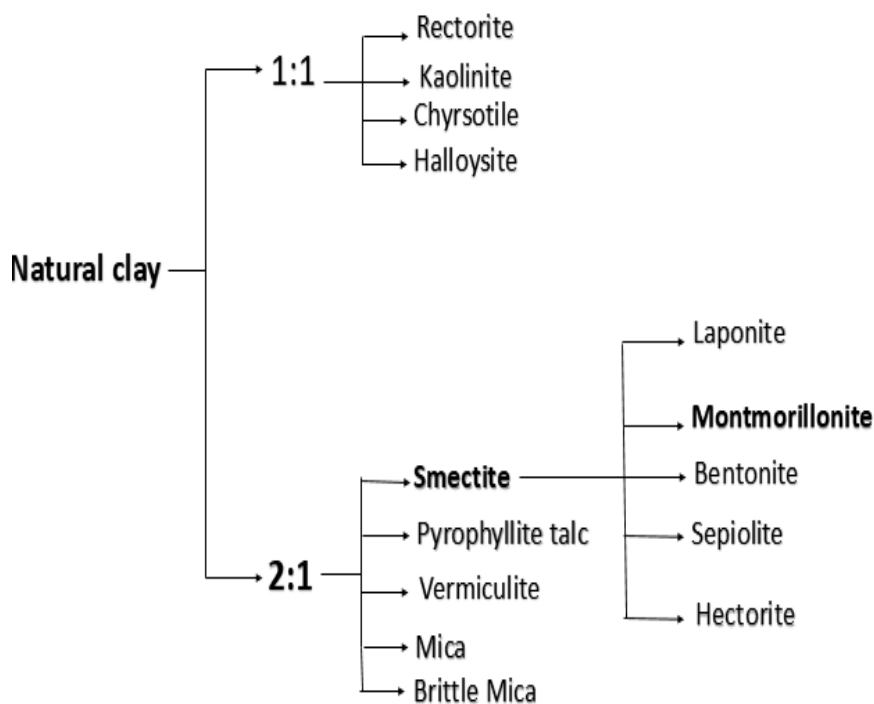 Natural clay
1:1
Rectorite
Kaolinite
Chyrsotile
Halloysite
2:1
Smectite
Pyrophyllite talc
Vermiculite
Mica
Brittle Mica
Laponite
Montmorillonite
Bentonite
Sepiolite
Hectorite